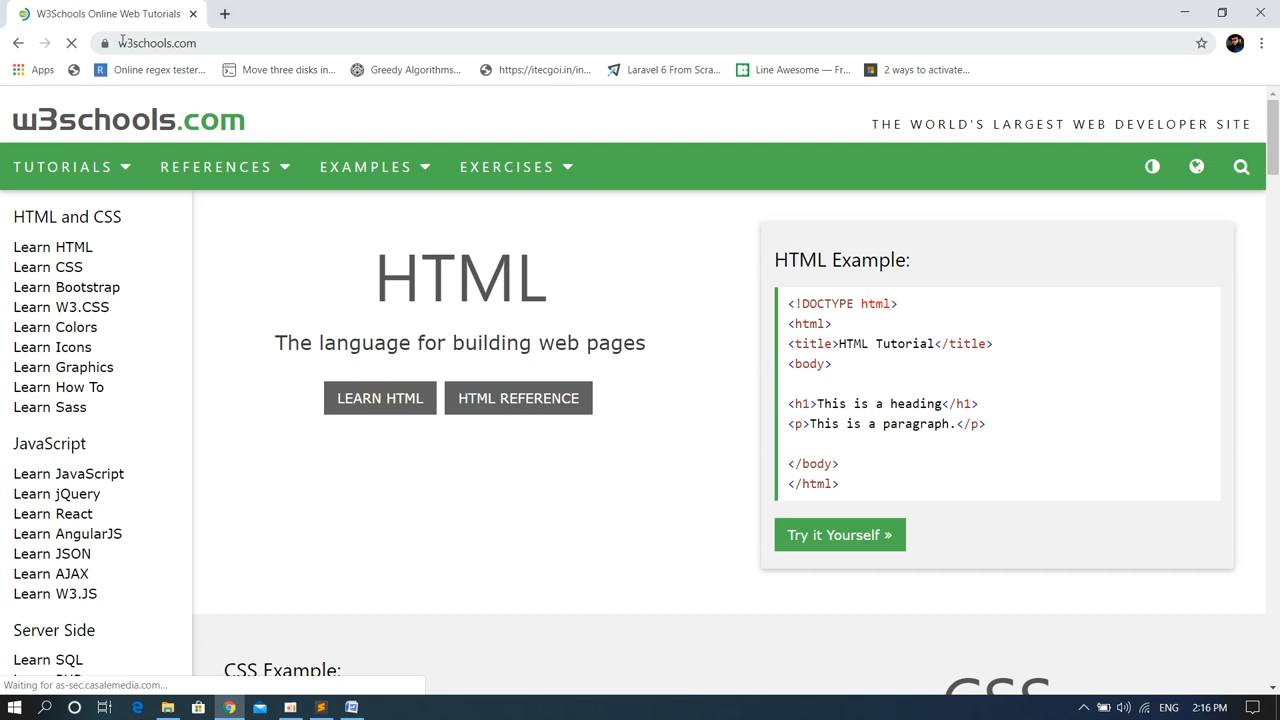 W3Schools Online Web Tutorials
w3schools.com
Apps
Online regex tester...
Move three disks in...
Greedy Algorithms...
https://itecgoi.in/in...
Laravel 6 From Scra...
Line Awesome — Fr...
2 ways to activate...
w3schools.com
THE WORLD'S LARGEST WEB DEVELOPER SITE
TUTORIALS REFERENCES EXAMPLES EXERCISES
HTML and CSS
Learn HTML
Learn CSS
Learn Bootstrap
Learn W3.CSS
Learn Colors
Learn Icons
Learn Graphics
Learn How To
Learn Sass
JavaScript
Learn JavaScript
Learn jQuery
Learn React
Learn AngularJS
Learn JSON
Learn AJAX
Learn W3.JS
Server Side
Learn SQL
HTML
The language for building web pages
LEARN HTML
HTML REFERENCE
HTML Example:
<!DOCTYPE html>
<html>
<title>HTML Tutorial</title>
<body>
<h1>This is a heading</h1>
<p>This is a paragraph.</p>
</body>
</html>
Try it Yourself »
CSS Example:
CSS
Waiting for as-sec.casalemedia.com...
ENG
2:16 PM